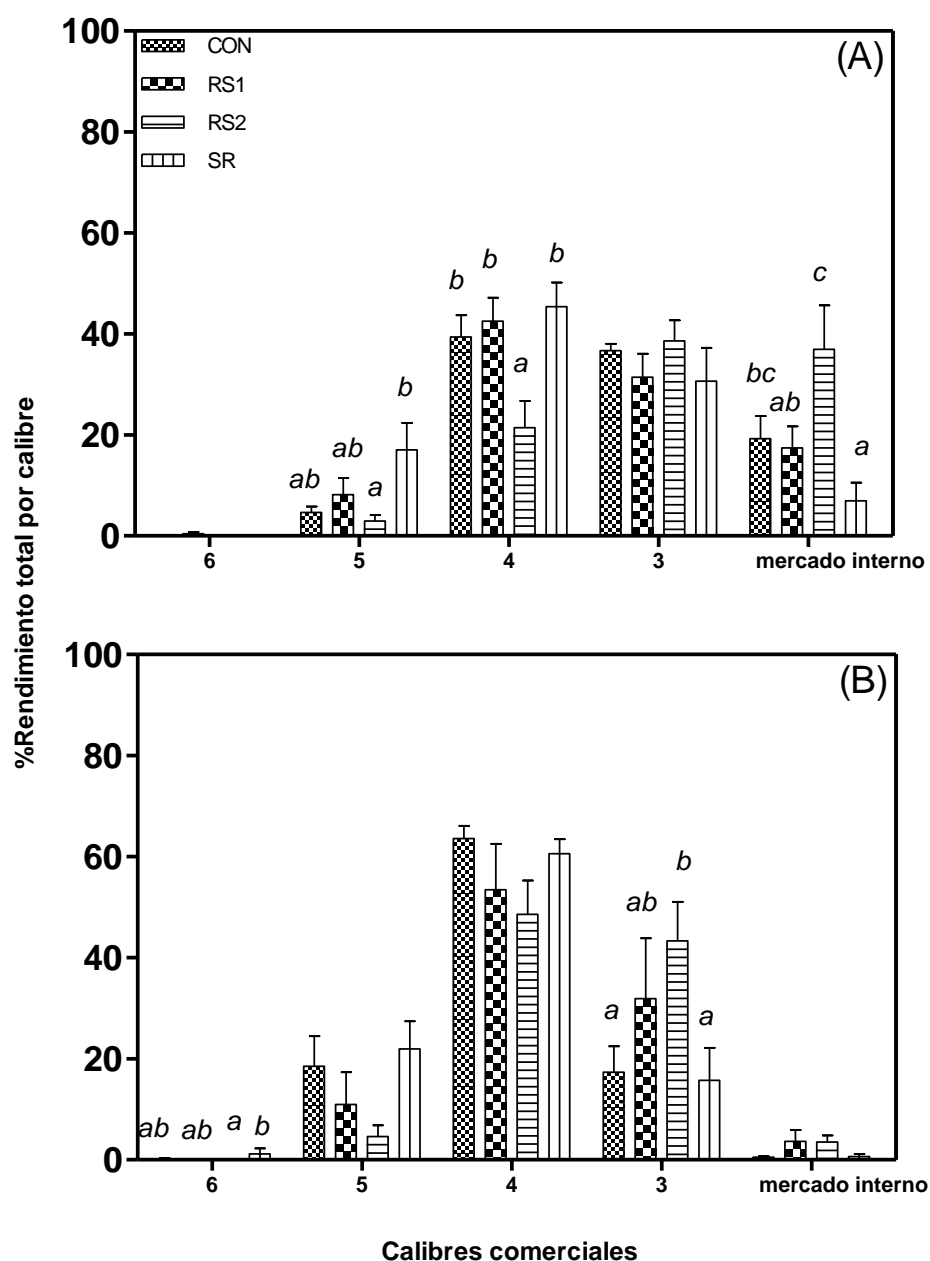 %Rendimiento total por calibre
100
(A)
CON
RS1
80
RS2
SR
60
b b b c
40
a
b bc ab
20
ab ab a a
0
6 5 4 3 mercado interno
100
(B)
80
60
b
ab
40
a a
20
ab ab a b
0
6 5 4 3 mercado interno
Calibres comerciales